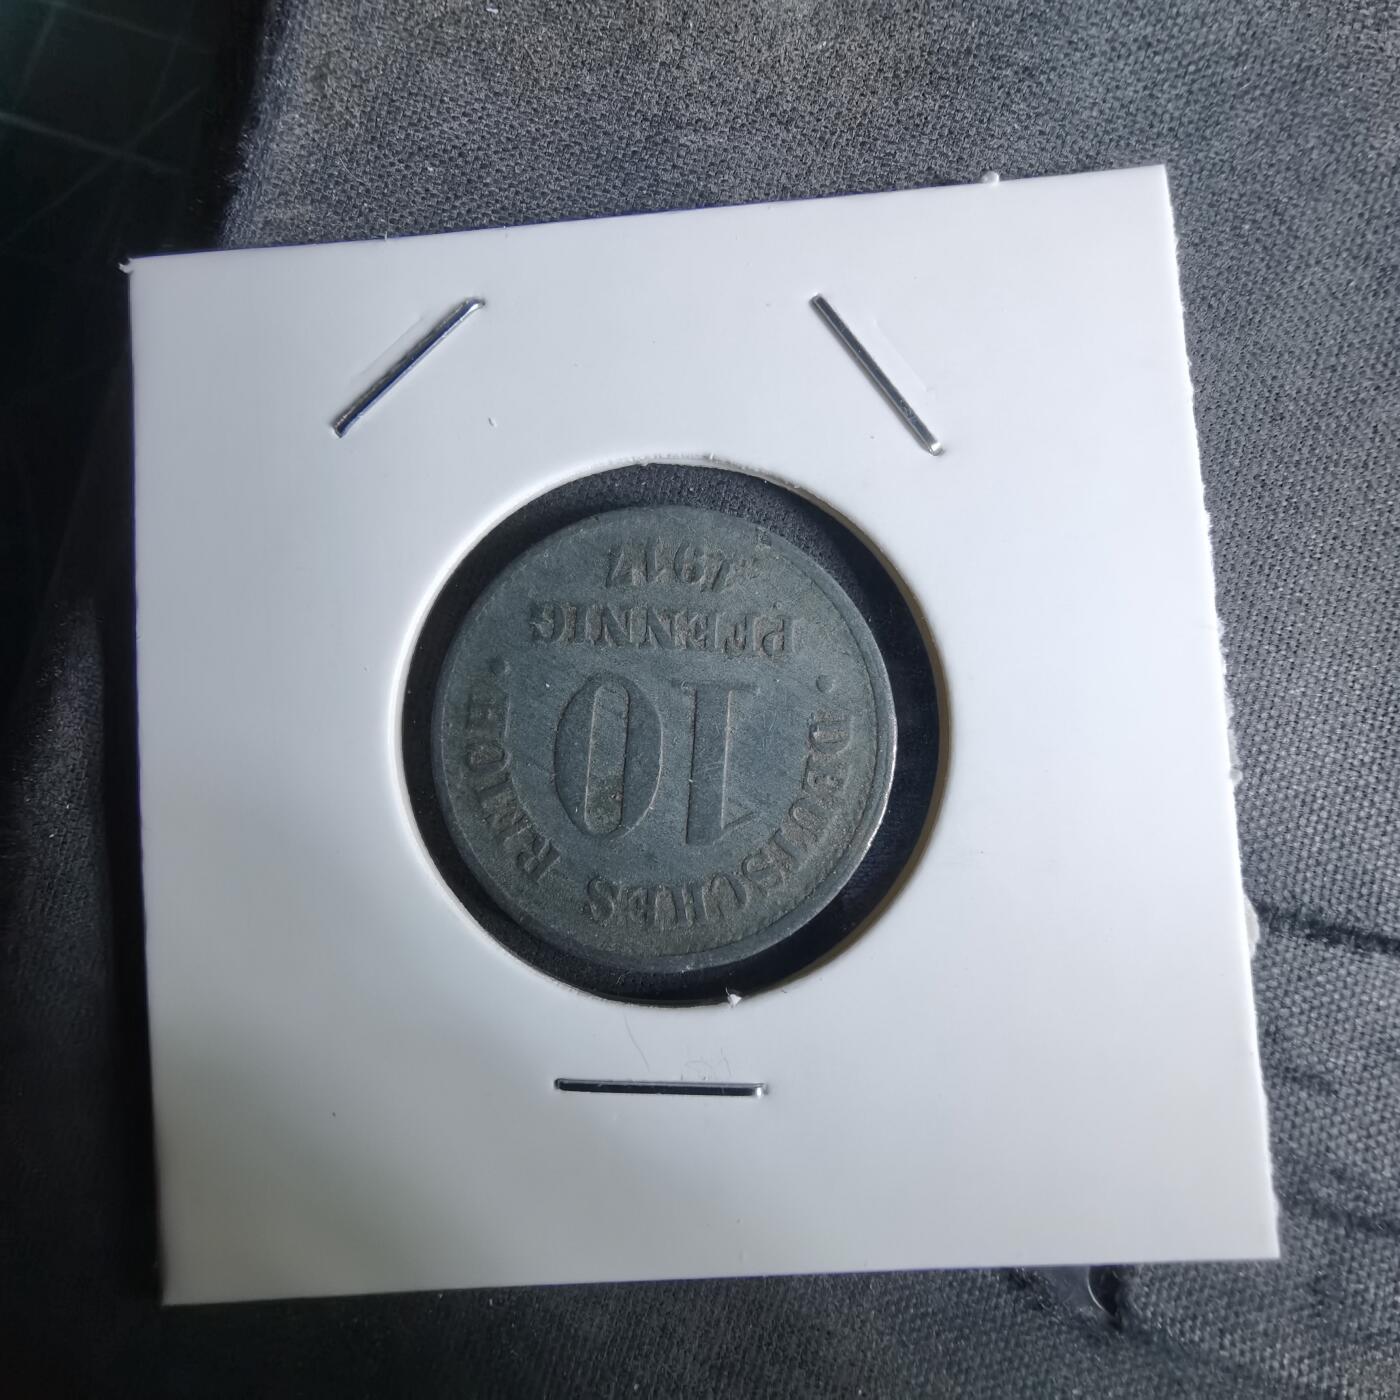 • DEUTSCHES REICH •
10
PFENNIG
1917